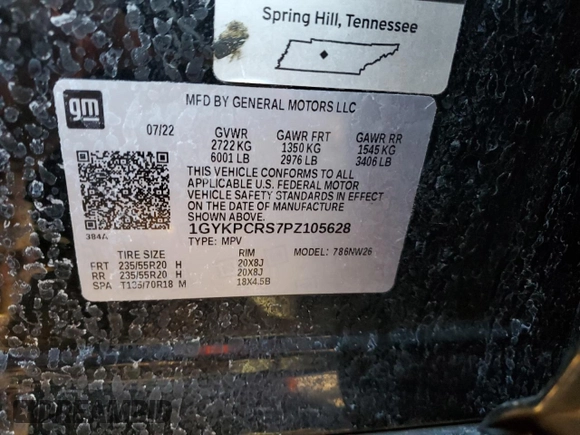 Spring Hill, Tennessee
gm
MFD BY GENERAL MOTORS LLC
07/22 GVWR GAWR FRT GAWR RR
2722 KG 1350 KG 1545 KG
6001 LB 2976 LB 3406 LB
THIS VEHICLE CONFORMS TO ALL
APPLICABLE U.S. FEDERAL MOTOR
VEHICLE SAFETY STANDARDS IN EFFECT
ON THE DATE OF MANUFACTURE
SHOWN ABOVE.
384A 1GYKPCRS7PZ105628
TYPE: MPV MODEL: 786NW26
TIRE SIZE RIM
FRT 235/55R20 H 20X8J
RR 235/55R20 H 20X8J
SPA T135/70R18 M 18X4.5B